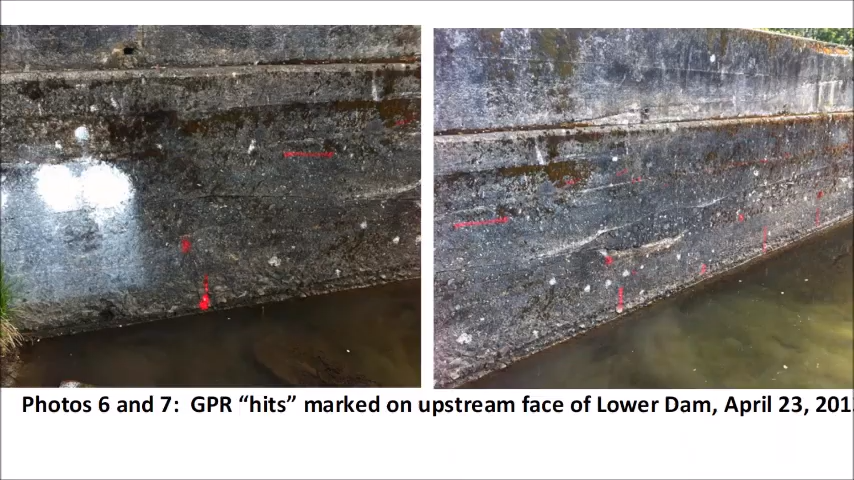 Photos 6 and 7: GPR “hits” marked on upstream face of Lower Dam, April 23, 201